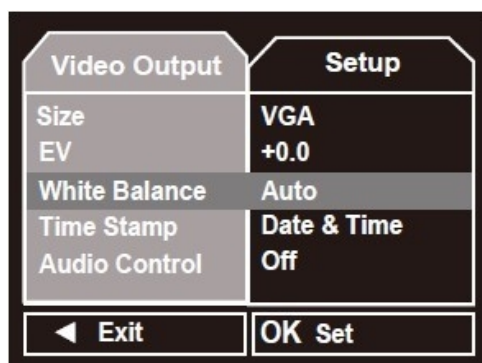 Video Output Setup
Size VGA
EV +0.0
White Balance Auto
Time Stamp Date & Time
Audio Control Off
◄ Exit OK Set